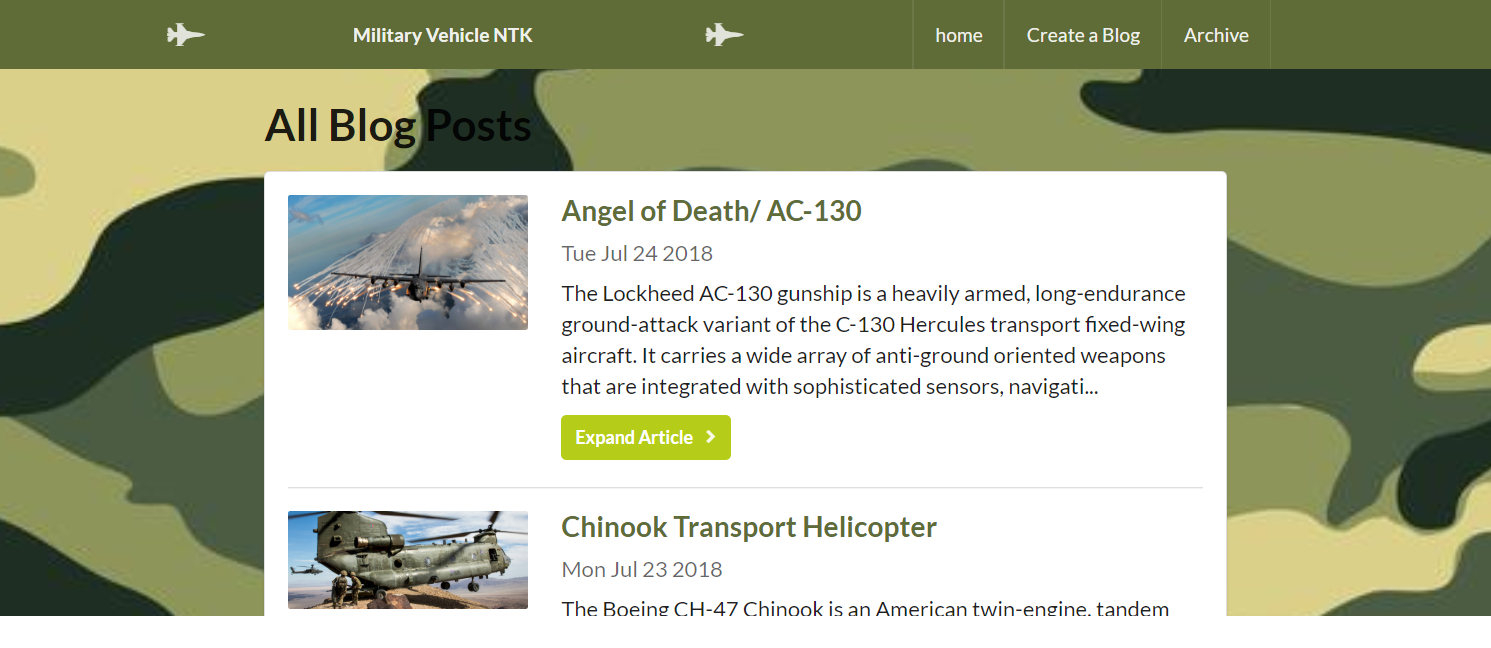 Military Vehicle NTK
home
Create a Blog
Archive
All Blog Posts
Angel of Death/ AC-130
Tue Jul 24 2018
The Lockheed AC-130 gunship is a heavily armed, long-endurance
ground-attack variant of the C-130 Hercules transport fixed-wing
aircraft. It carries a wide array of anti-ground oriented weapons
that are integrated with sophisticated sensors, navigati...
Expand Article
Chinook Transport Helicopter
Mon Jul 23 2018
The Boeing CH-47 Chinook is an American twin-engine, tandem